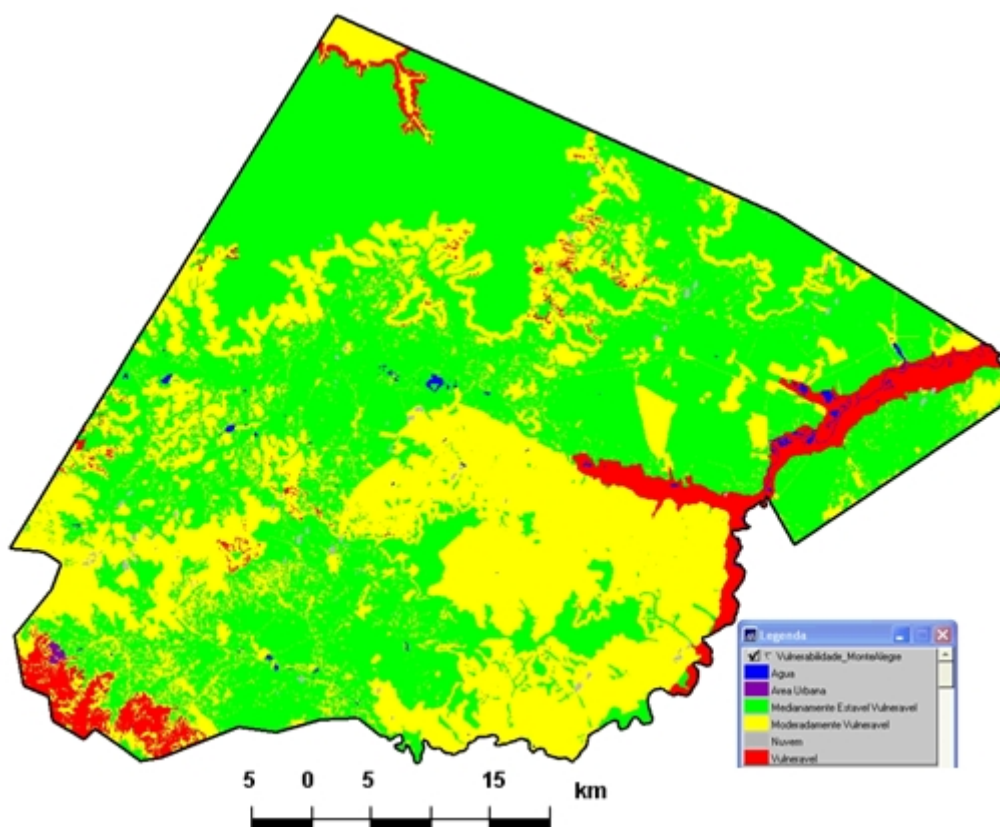 Legenda
Vulnerabilidade_MonteAlegre
Agua
Area Urbana
Medianamente Estavel Vulneravel
Moderadamente Vulneravel
Nuvem
Vulneravel
5 0 5 15 km